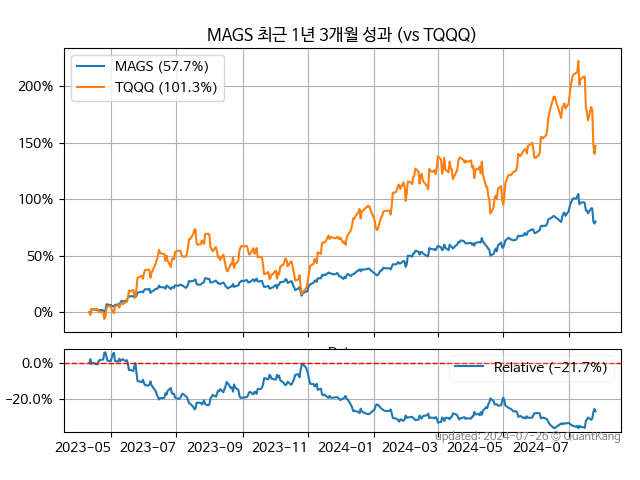 MAGS 최근 1년 3개월 성과 (vs TQQQ)
MAGS (57.7%)
TQQQ (101.3%)
200%
150%
100%
50%
0%
0.0%
−20.0%
Relative (−21.7%)
2023-05 2023-07 2023-09 2023-11 2024-01 2024-03 2024-05 2024-07
Updated: 2024-07-26 © QuantKang